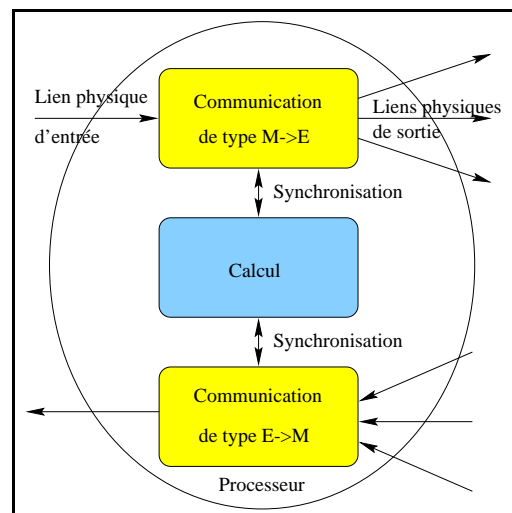 Lien physique
d'entrée
Communication
de type M->E
Liens physiques
de sortie
Synchronisation
Calcul
Synchronisation
Communication
de type E->M
Processeur